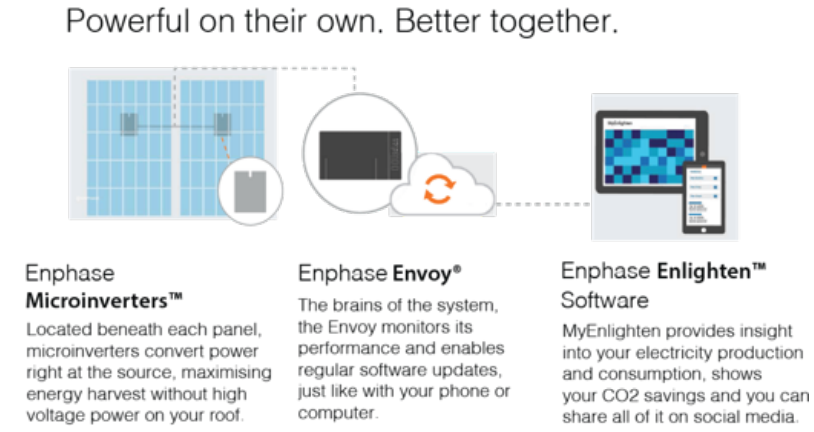 Powerful on their own. Better together.
MyEnlighten
Enphase
Microinverters™
Located beneath each panel,
microinverters convert power
right at the source, maximising
energy harvest without high
voltage power on your roof.
Enphase Envoy®
The brains of the system,
the Envoy monitors its
performance and enables
regular software updates,
just like with your phone or
computer.
Enphase Enlighten™
Software
MyEnlighten provides insight
into your electricity production
and consumption, shows
your CO2 savings and you can
share all of it on social media.